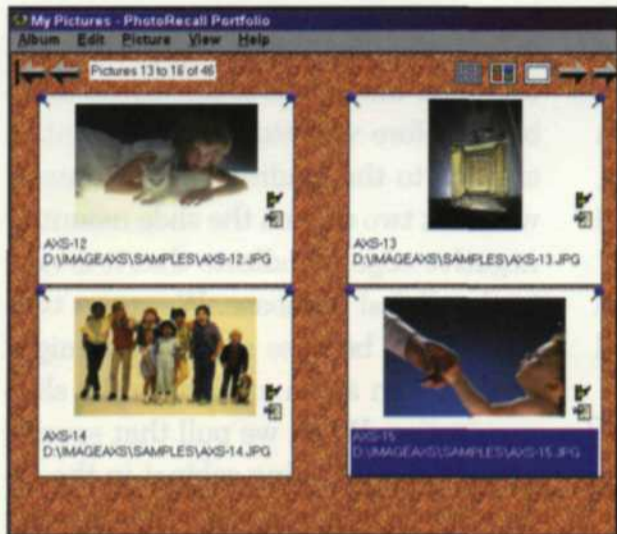 My Pictures - PhotoRecall Portfolio
Album Edit Picture View Help
Pictures 13 to 16 of 46
AXS-12
D:\IMAGEAXS\SAMPLES\AXS-12.JPG
AXS-13
D:\IMAGEAXS\SAMPLES\AXS-13.JPG
AXS-14
D:\IMAGEAXS\SAMPLES\AXS-14.JPG
AXS-15
D:\IMAGEAXS\SAMPLES\AXS-15.JPG